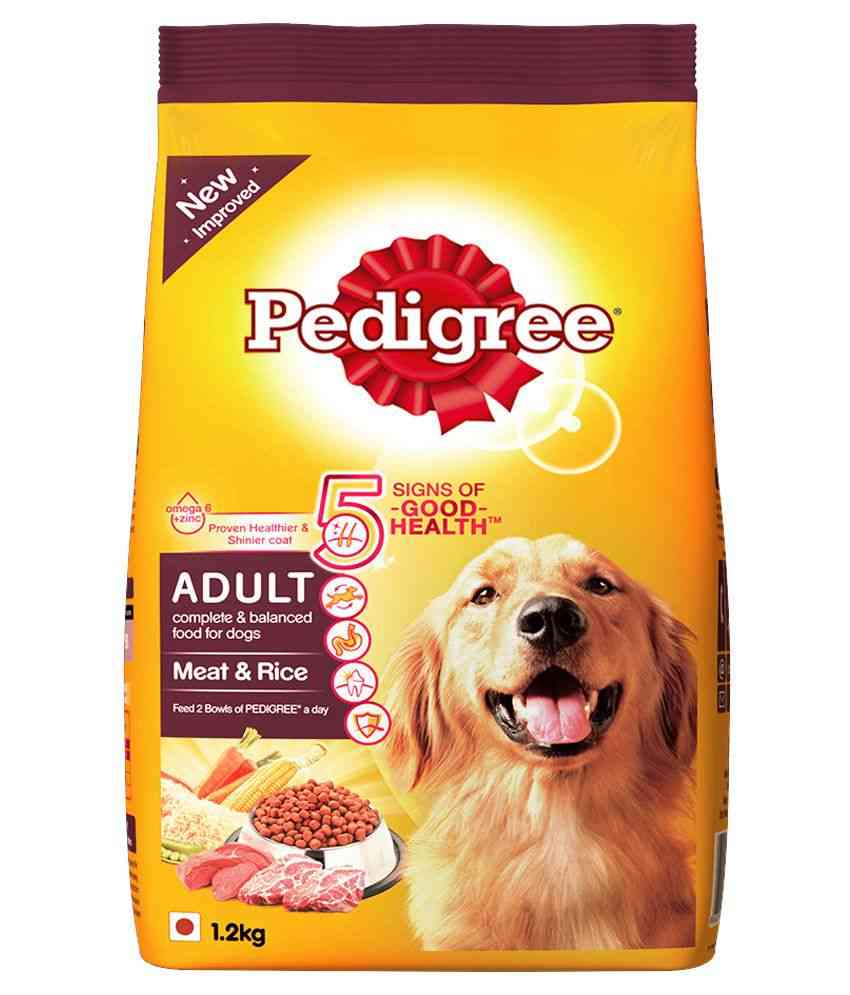 New
Improved
Pedigree®
omega 6
+zinc
Proven Healthier &
Shinier coat
5
SIGNS OF
-GOOD-
HEALTH™
ADULT
complete & balanced
food for dogs
Meat & Rice
Feed 2 Bowls of PEDIGREE® a day
1.2kg